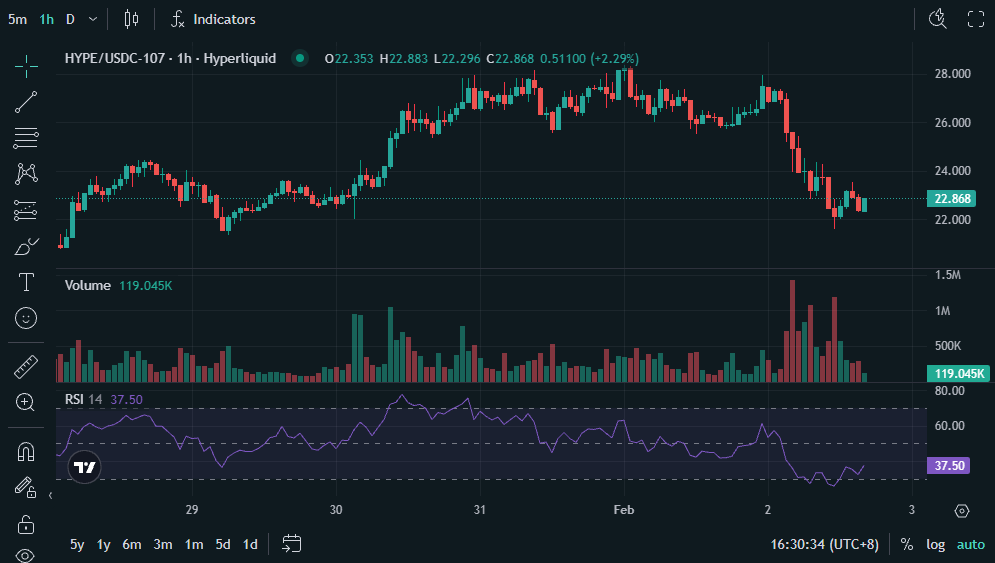 5m 1h D Indicators
HYPE/USDC-107 · 1h · Hyperliquid O22.353 H22.883 L22.296 C22.868 0.51100 (+2.29%)
28.000
26.000
24.000
22.868
22.000
Volume 119.045K
1.5M
1M
500K
119.045K
RSI 14 37.50
80.00
60.00
37.50
29 30 31 Feb 2 3
5y 1y 6m 3m 1m 5d 1d 16:30:34 (UTC+8) % log auto